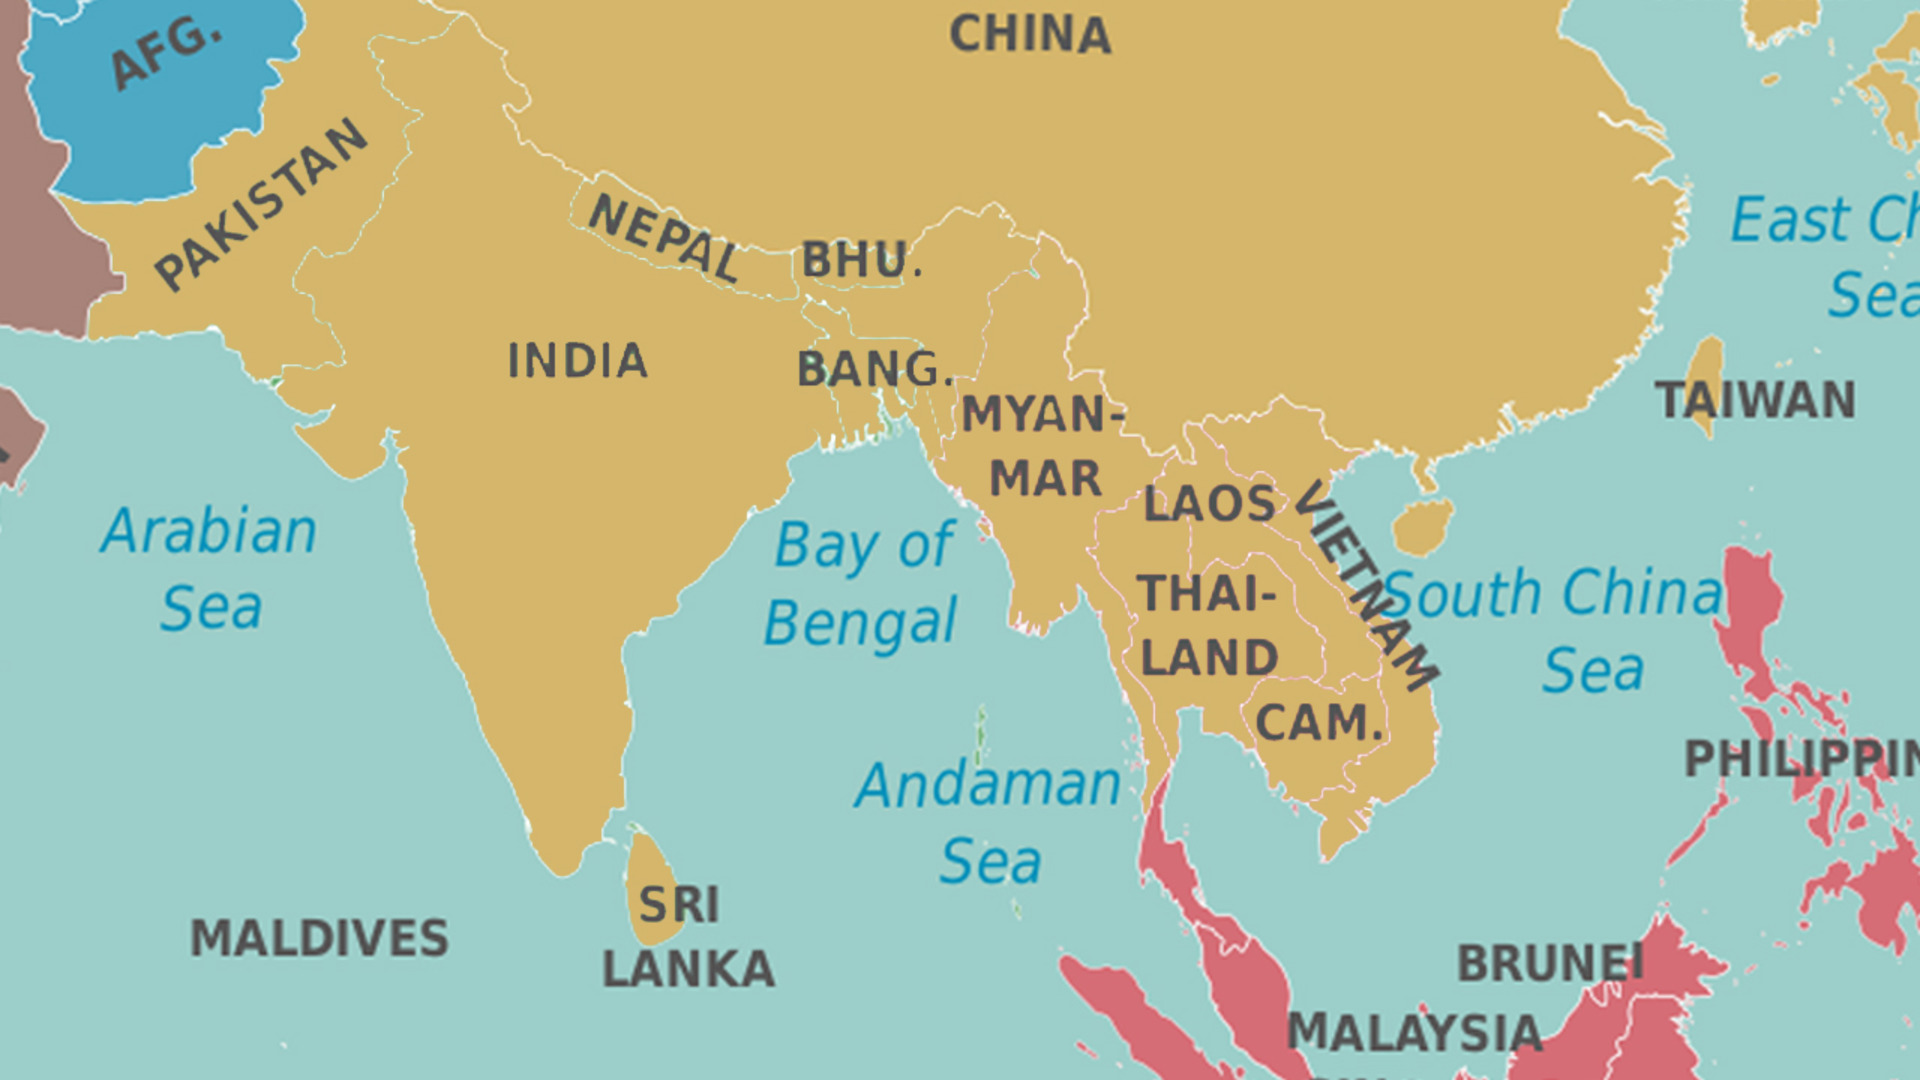 CHINA
AFG.
PAKISTAN
NEPAL
BHU.
East Ch
Sea
INDIA
BANG.
MYAN-
MAR
TAIWAN
LAOS
VIETNAM
Arabian
Sea
Bay of
Bengal
THAI-
LAND
South China
Sea
CAM.
Andaman
Sea
PHILIPPIN
SRI
LANKA
MALDIVES
BRUNEI
MALAYSIA